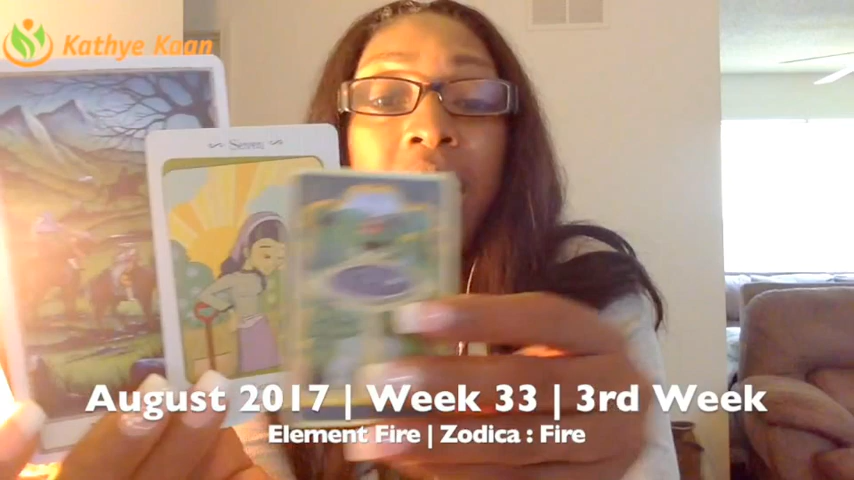 Kathye Kaan
Seven
August 2017 | Week 33 | 3rd Week
Element Fire | Zodica : Fire